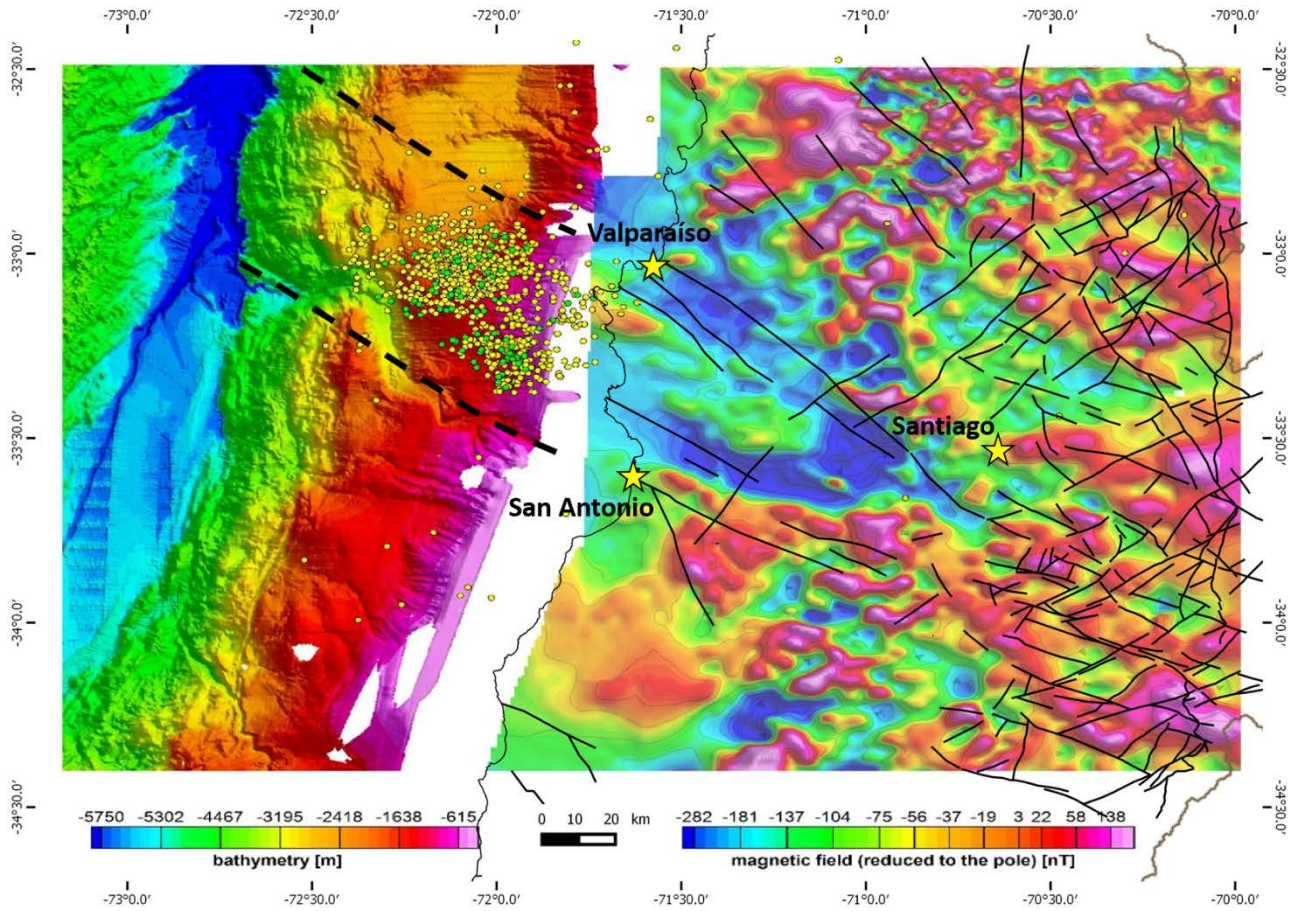 -73°0.0' -72°30.0' -72°0.0' -71°30.0' -71°0.0' -70°30.0' -70°0.0'
-32°30.0' -32°30.0'
Valparaíso
-33°0.0' -33°0.0'
Santiago
-33°30.0' -33°30.0'
San Antonio
-34°0.0' -34°0.0'
-34°30.0' -34°30.0'
-5750 -5302 -4467 -3195 -2418 -1638 -615
bathymetry [m]
0 10 20 km
-282 -181 -137 -104 -75 -56 -37 -19 3 22 58 138
magnetic field (reduced to the pole) [nT]
-73°0.0' -72°30.0' -72°0.0' -71°30.0' -71°0.0' -70°30.0' -70°0.0'